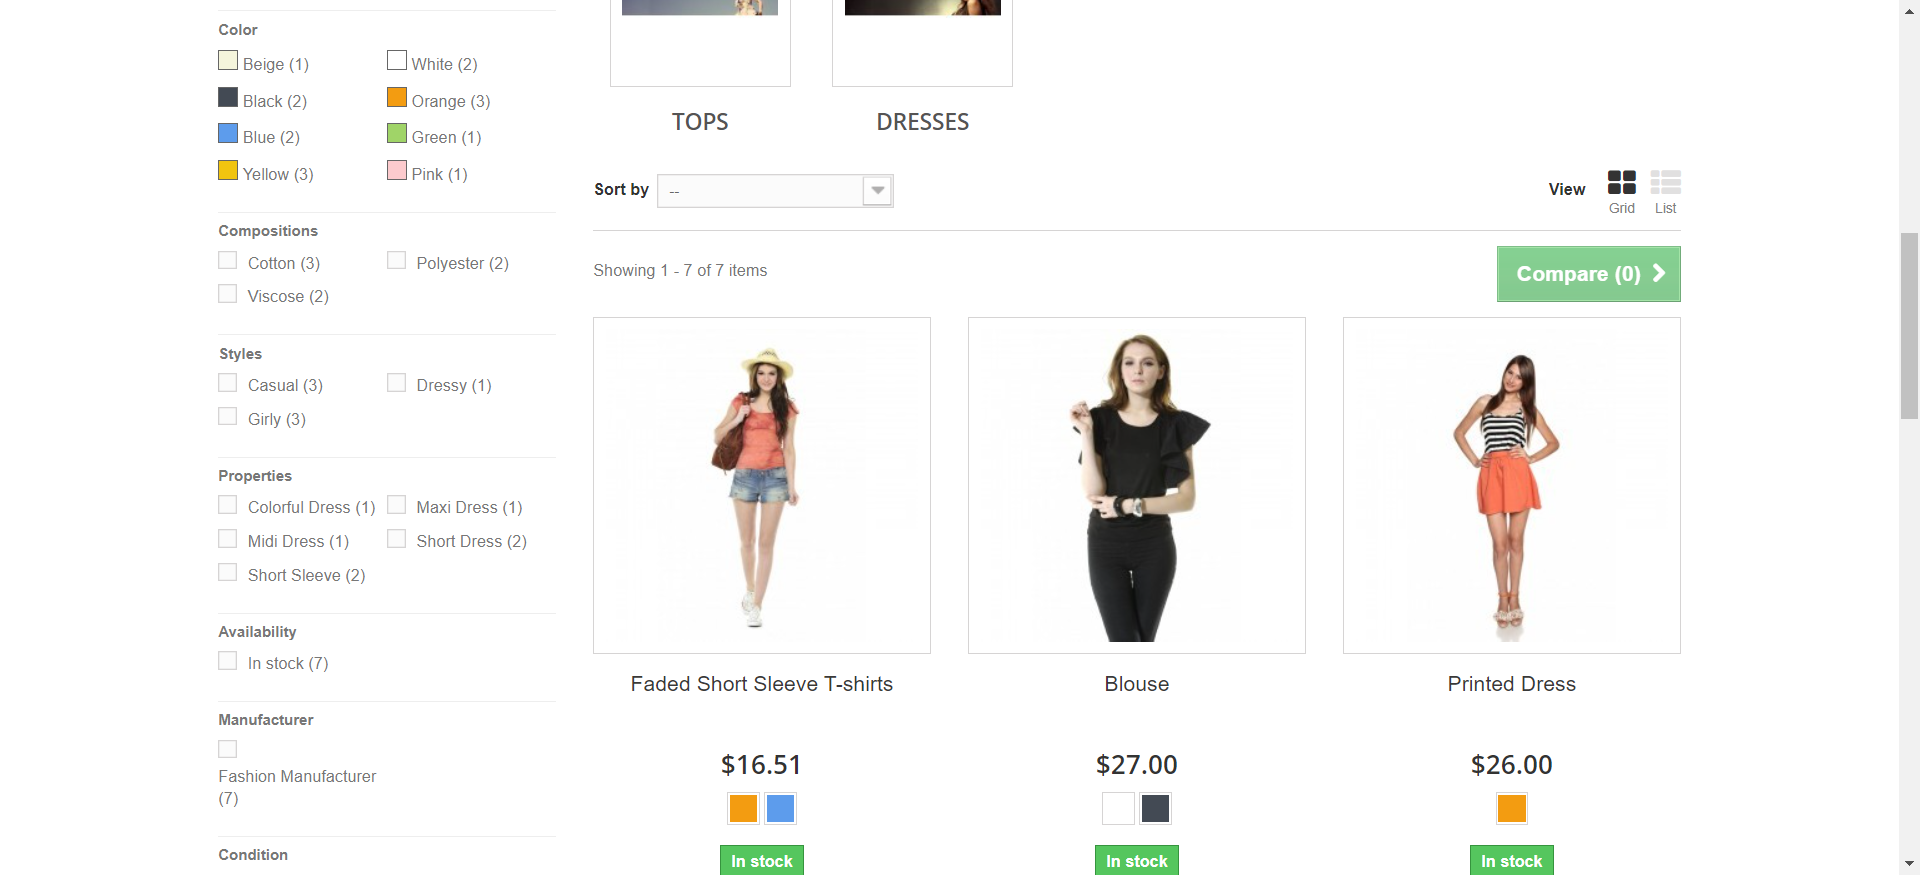 Color
Beige (1)
White (2)
Black (2)
Orange (3)
Blue (2)
Green (1)
Yellow (3)
Pink (1)
Compositions
Cotton (3)
Polyester (2)
Viscose (2)
Styles
Casual (3)
Dressy (1)
Girly (3)
Properties
Colorful Dress (1)
Maxi Dress (1)
Midi Dress (1)
Short Dress (2)
Short Sleeve (2)
Availability
In stock (7)
Manufacturer
Fashion Manufacturer
(7)
Condition
TOPS
DRESSES
Sort by
--
View
Grid
List
Showing 1 - 7 of 7 items
Compare (0)
Faded Short Sleeve T-shirts
$16.51
In stock
Blouse
$27.00
In stock
Printed Dress
$26.00
In stock